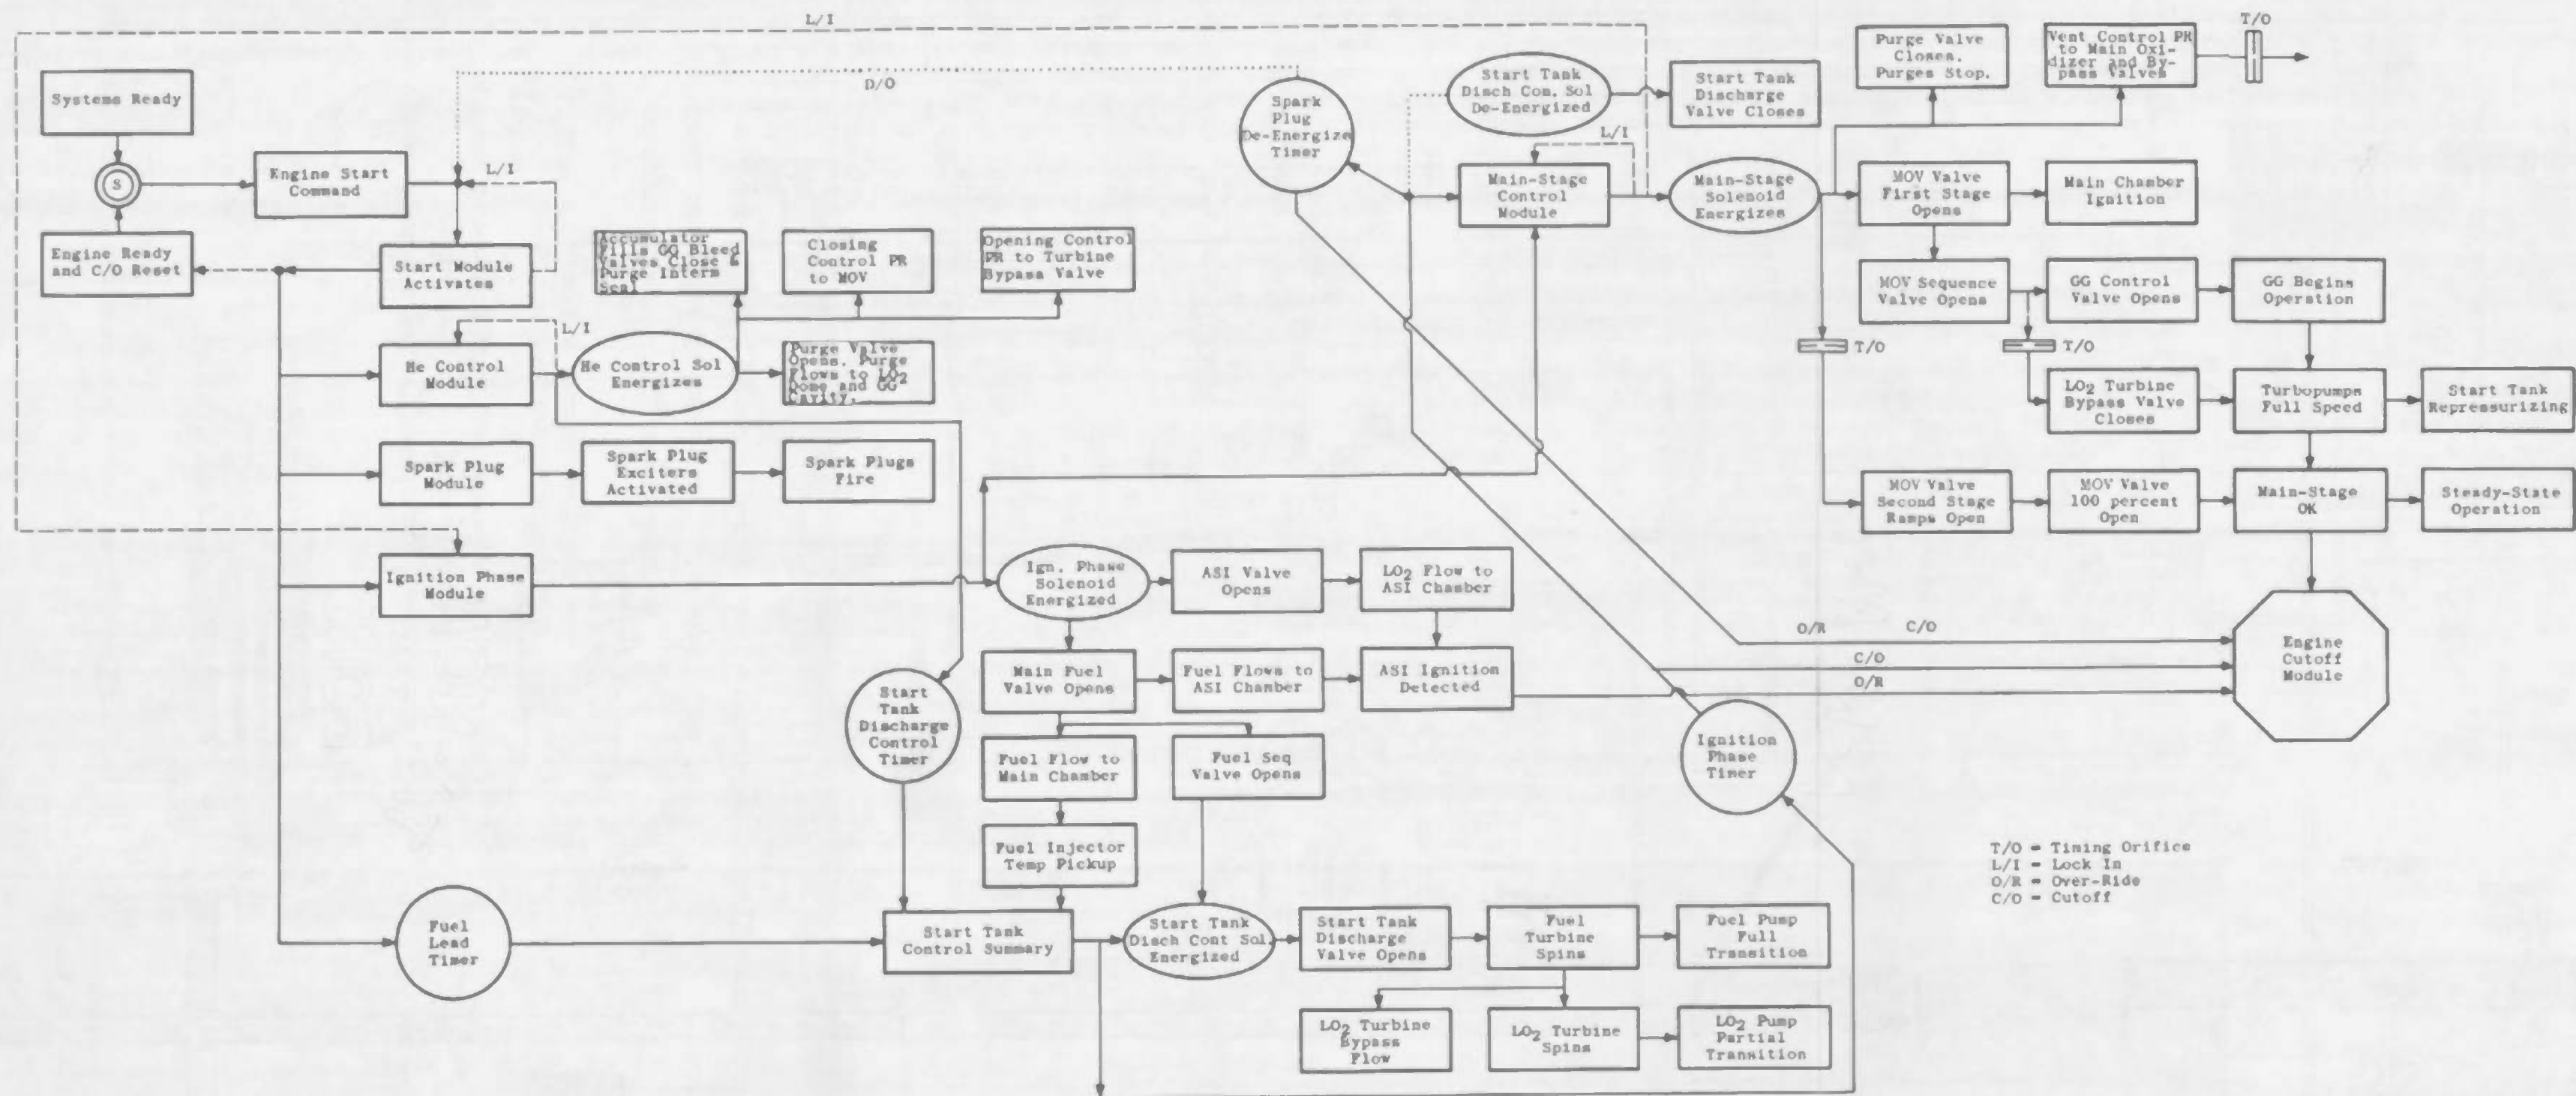 L/I
T/O
Systems Ready
D/O
Spark
Plug
De-Energize
Timer
Start Tank
Disch Con. Sol
De-Energized
Start Tank
Discharge
Valve Closes
Purge Valve
Closes.
Purges Stop.
Vent Control PR
to Main Oxi-
dizer and By-
pass Valves
S
Engine Start
Command
L/I
L/I
Main-Stage
Control
Module
Main-Stage
Solenoid
Energizes
MOV Valve
First Stage
Opens
Main Chamber
Ignition
Engine Ready
and C/O Reset
Start Module
Activates
Accumulator
Fills GG Bleed
Valves Close &
Purge Interm
Seal
Closing
Control PR
to MOV
Opening Control
PR to Turbine
Bypass Valve
MOV Sequence
Valve Opens
GG Control
Valve Opens
GG Begins
Operation
L/I
T/O
T/O
He Control
Module
He Control Sol
Energizes
Purge Valve
Opens. Purge
Flows to LO2
Dome and GG
Cavity.
LO2 Turbine
Bypass Valve
Closes
Turbopumps
Full Speed
Start Tank
Repressurizing
Spark Plug
Module
Spark Plug
Exciters
Activated
Spark Plugs
Fire
MOV Valve
Second Stage
Ramps Open
MOV Valve
100 percent
Open
Main-Stage
OK
Steady-State
Operation
Ignition Phase
Module
Ign. Phase
Solenoid
Energized
ASI Valve
Opens
LO2 Flow to
ASI Chamber
O/R C/O
C/O
O/R
Engine
Cutoff
Module
Main Fuel
Valve Opens
Fuel Flows to
ASI Chamber
ASI Ignition
Detected
Start
Tank
Discharge
Control
Timer
Fuel Flow to
Main Chamber
Fuel Seq
Valve Opens
Ignition
Phase
Timer
Fuel Injector
Temp Pickup
T/O = Timing Orifice
L/I = Lock In
O/R = Over-Ride
C/O = Cutoff
Fuel
Lead
Timer
Start Tank
Control Summary
Start Tank
Disch Cont Sol.
Energized
Start Tank
Discharge
Valve Opens
Fuel
Turbine
Spins
Fuel Pump
Full
Transition
LO2 Turbine
Bypass
Flow
LO2 Turbine
Spins
LO2 Pump
Partial
Transition